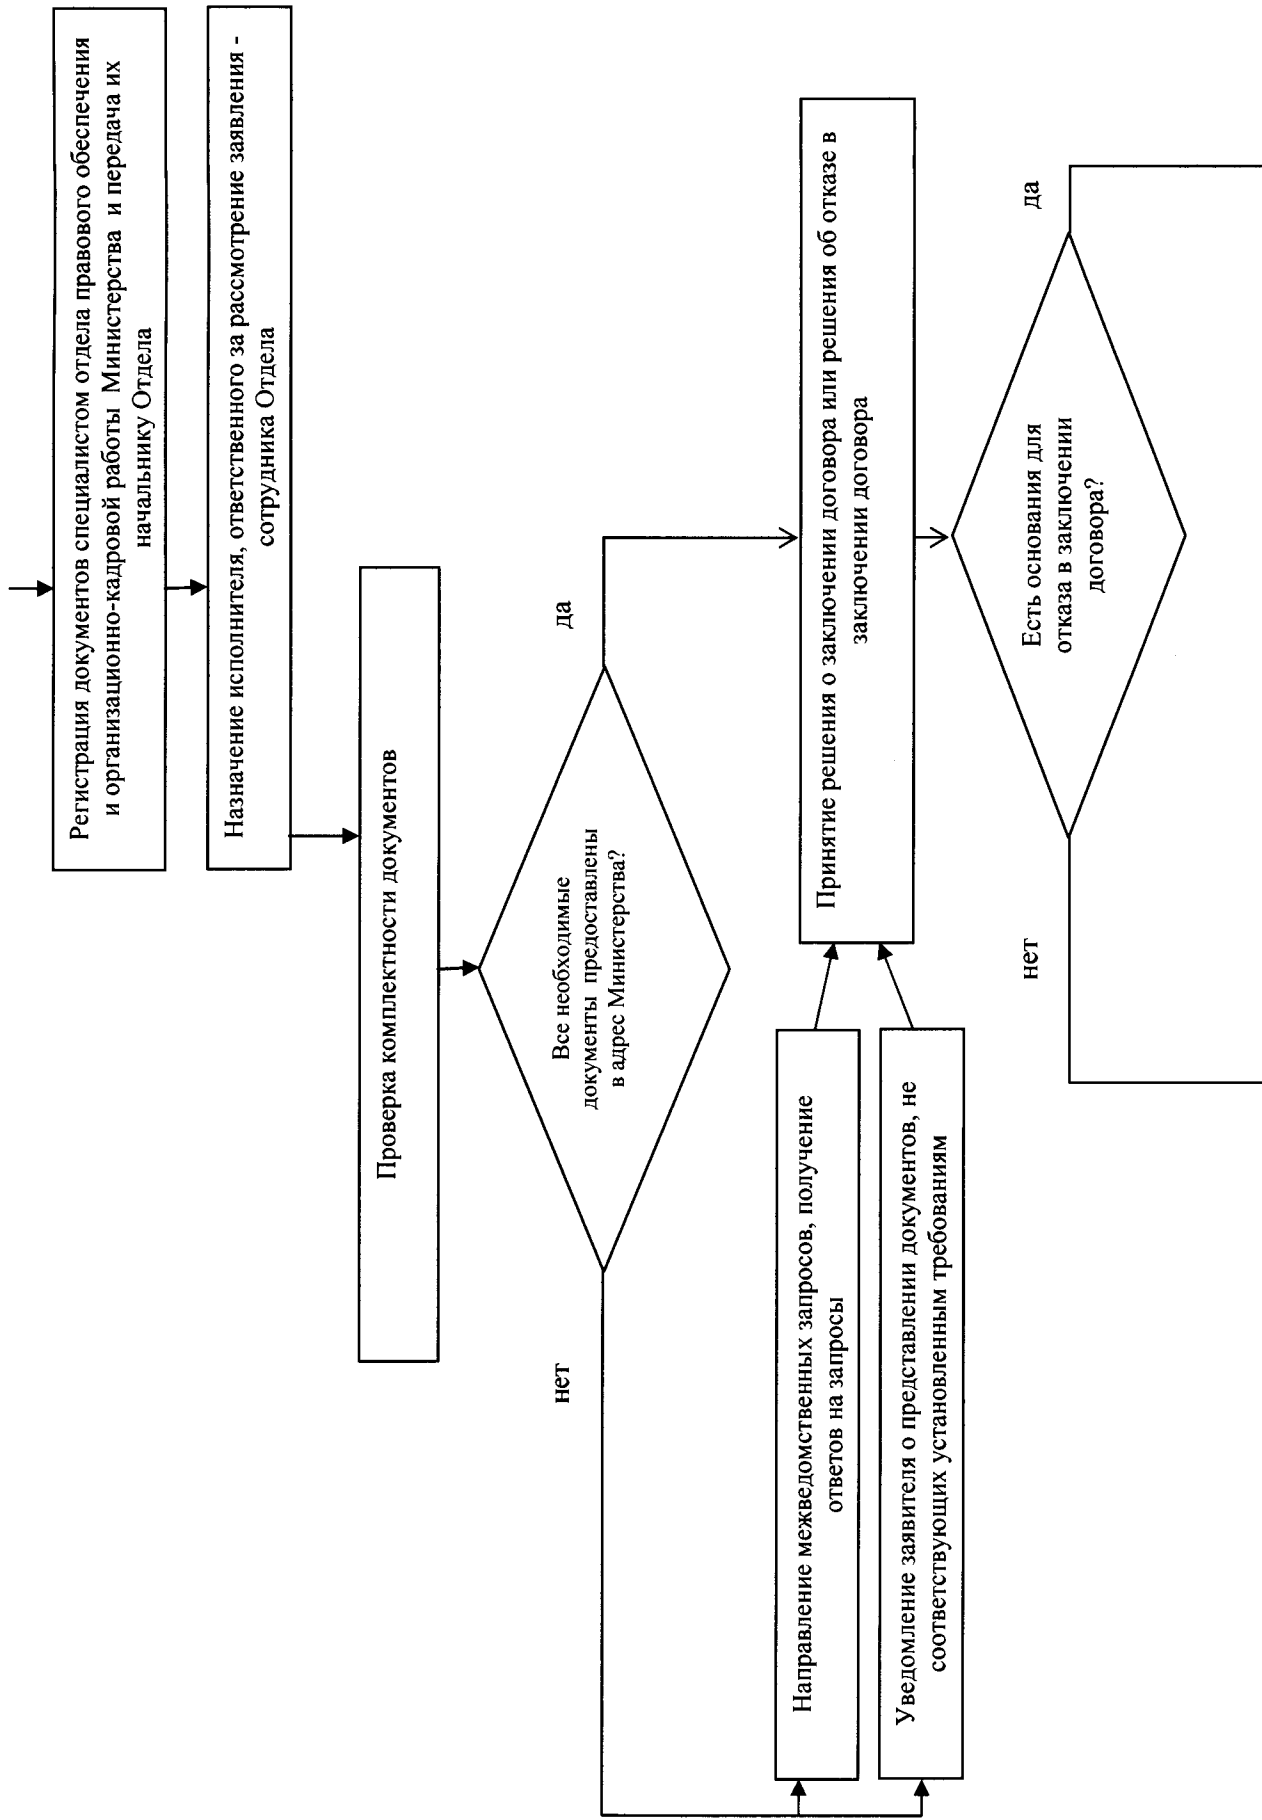 Регистрация документов специалистом отдела правового обеспечения
и организационно-кадровой работы Министерства и передача их
начальнику Отдела
Назначение исполнителя, ответственного за рассмотрение заявления -
сотрудника Отдела
Проверка комплектности документов
Все необходимые
документы предоставлены
в адрес Министерства?
нет
да
Направление межведомственных запросов, получение
ответов на запросы
Уведомление заявителя о представлении документов, не
соответствующих установленным требованиям
Принятие решения о заключении договора или решения об отказе в
заключении договора
Есть основания для
отказа в заключении
договора?
нет
да